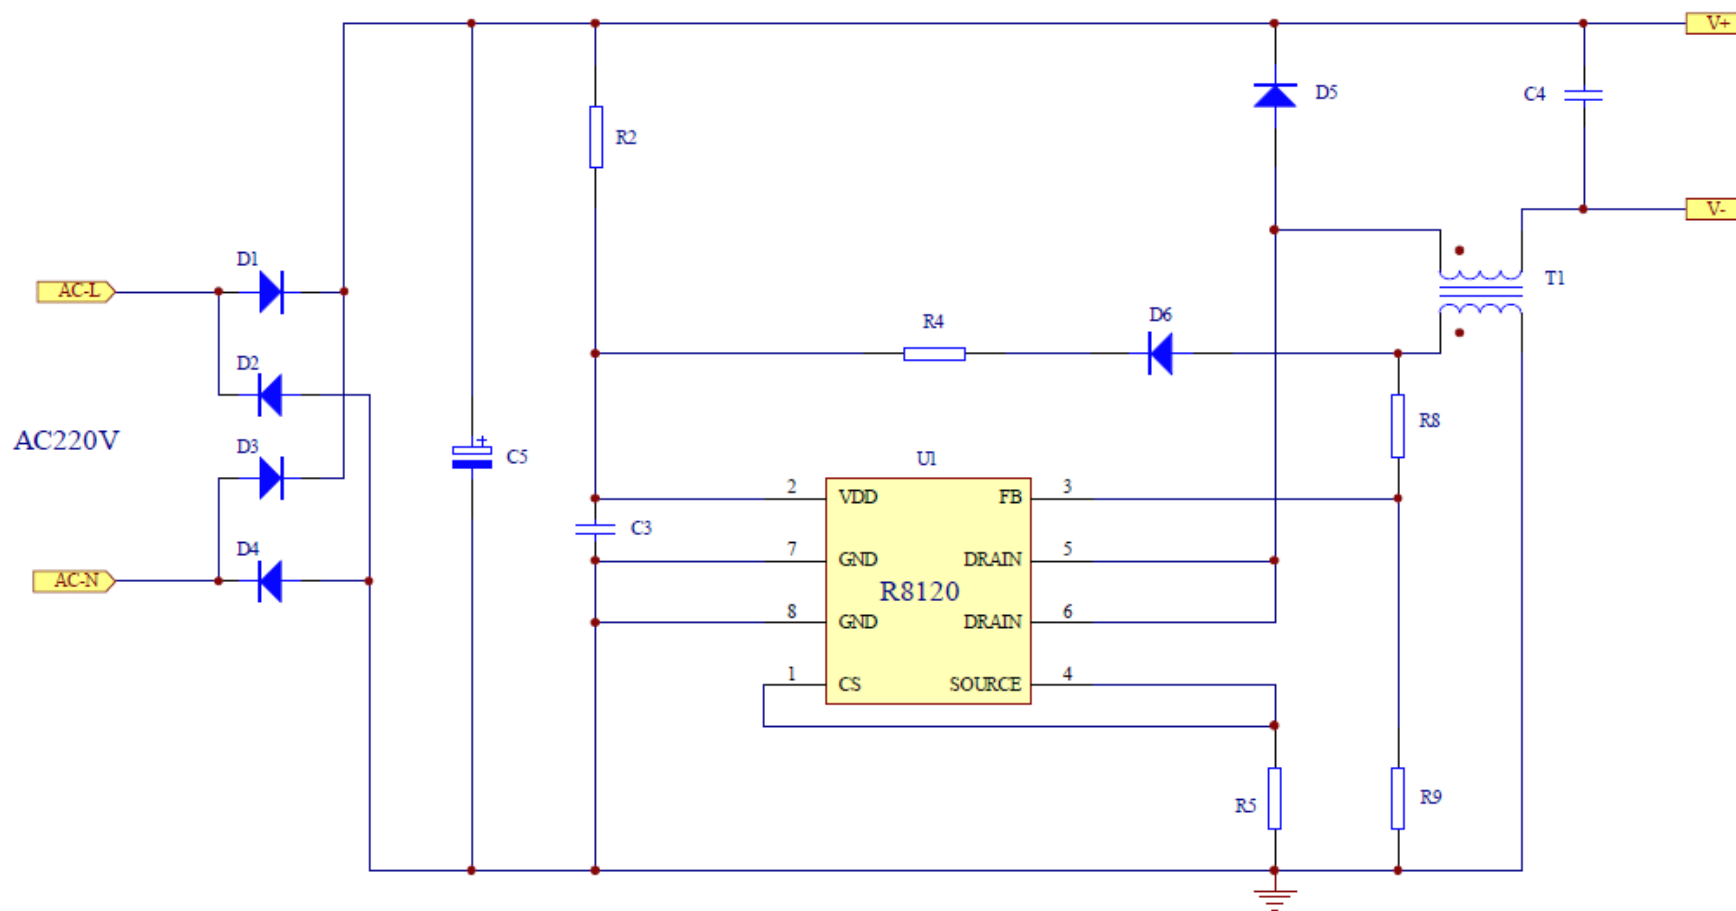 V+
D5
C4
R2
V-
D1
AC-L
T1
R4
D6
D2
R8
AC220V
D3
C5
U1
2
VDD
FB
3
C3
D4
7
GND
DRAIN
5
AC-N
R8120
8
GND
DRAIN
6
1
CS
SOURCE
4
R5
R9
+